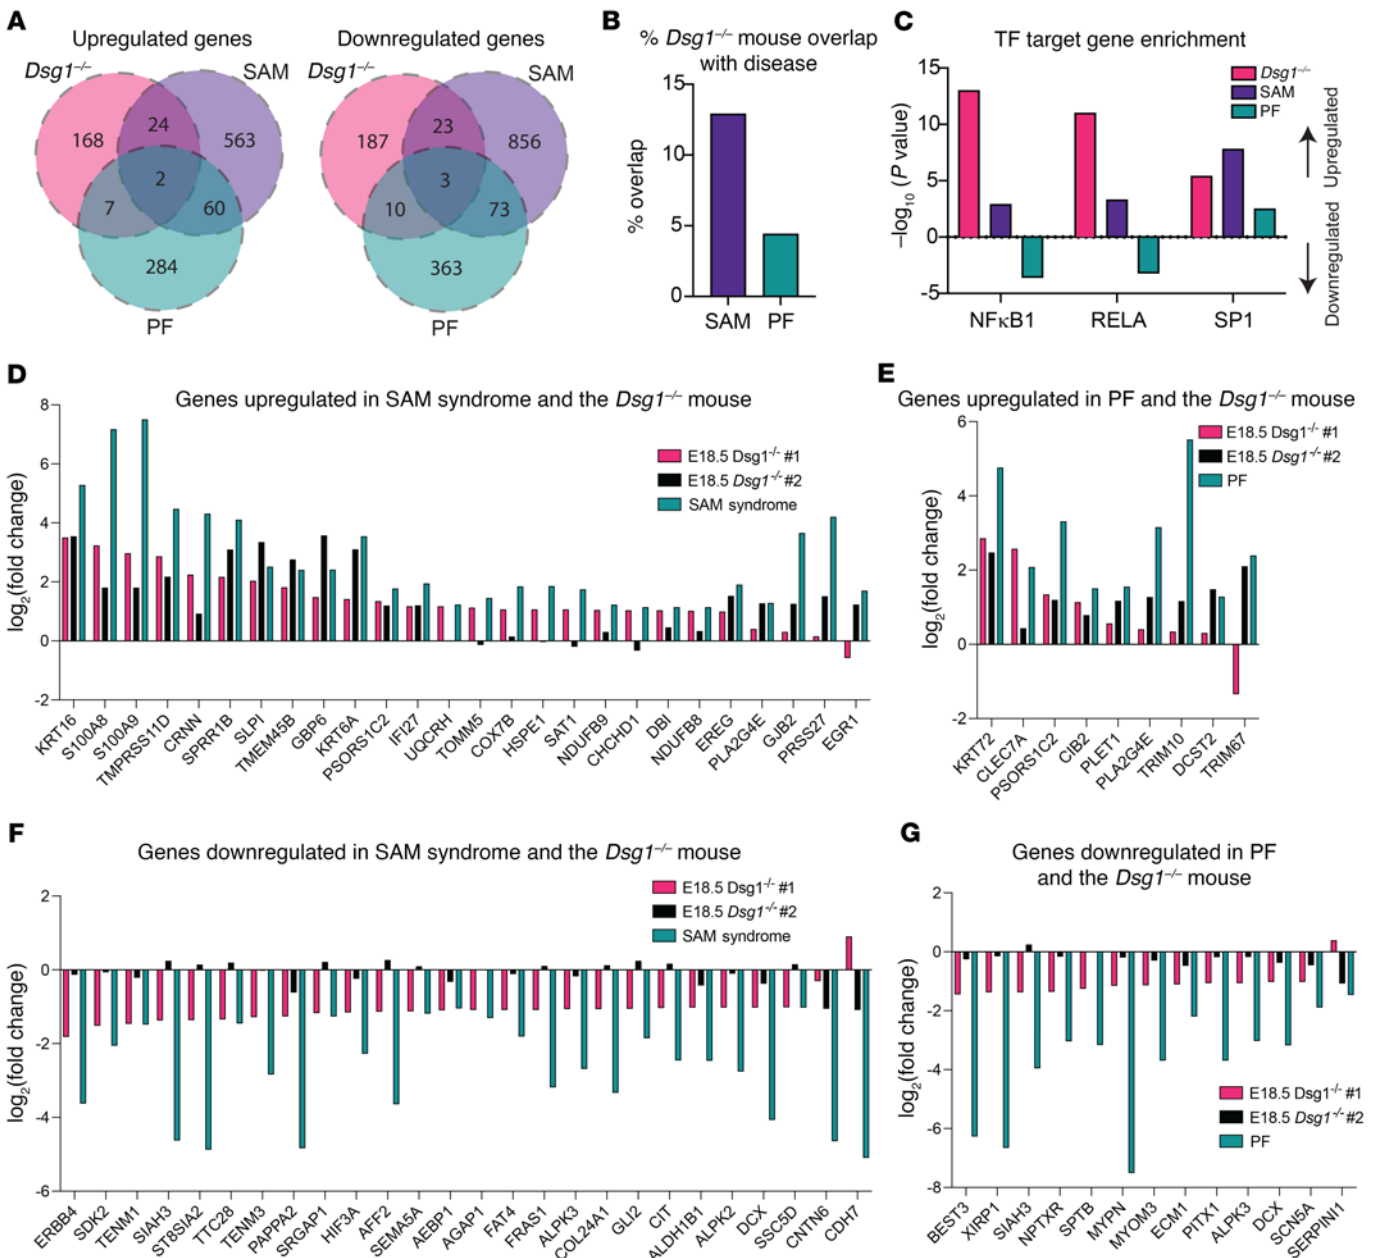 A
Upregulated genes
Downregulated genes
Dsg1–/–
SAM
Dsg1–/–
SAM
168
24
563
2
7
60
284
PF
187
23
856
3
10
73
363
PF
B
% Dsg1–/– mouse overlap
with disease
% overlap
15
10
5
0
SAM PF
C
TF target gene enrichment
–log10 (P value)
15
10
5
0
-5
Dsg1–/–
SAM
PF
Upregulated
Downregulated
NFκB1 RELA SP1
D
Genes upregulated in SAM syndrome and the Dsg1–/– mouse
log2(fold change)
8
6
4
2
0
-2
E18.5 Dsg1-/- #1
E18.5 Dsg1-/- #2
SAM syndrome
KRT16
S100A8
S100A9
TMPRSS11D
CRNN
SPRR1B
SLPI
TMEM45B
GBP6
KRT6A
PSORS1C2
IFI27
UQCRH
TOMM5
COX7B
HSPE1
SAT1
NDUFB9
CHCHD1
DBI
NDUFB8
EREG
PLA2G4E
GJB2
PRSS27
EGR1
E
Genes upregulated in PF and the Dsg1–/– mouse
log2(fold change)
6
4
2
0
-2
E18.5 Dsg1-/- #1
E18.5 Dsg1-/- #2
PF
KRT72
CLEC7A
PSORS1C2
CIB2
PLET1
PLA2G4E
TRIM10
DCST2
TRIM67
F
Genes downregulated in SAM syndrome and the Dsg1–/– mouse
log2(fold change)
2
0
-2
-4
-6
E18.5 Dsg1-/- #1
E18.5 Dsg1-/- #2
SAM syndrome
ERBB4
SDK2
TENM1
SIAH3
ST8SIA2
TTC28
TENM3
PAPPA2
SRGAP1
HIF3A
AFF2
SEMA5A
AEBP1
AGAP1
FAT4
FRAS1
ALPK3
COL24A1
GLI2
CIT
ALDH1B1
ALPK2
DCX
SSC5D
CNTN6
CDH7
G
Genes downregulated in PF
and the Dsg1–/– mouse
log2(fold change)
2
0
-2
-4
-6
-8
E18.5 Dsg1-/- #1
E18.5 Dsg1-/- #2
PF
BEST3
XIRP1
SIAH3
NPTXR
SPTB
MYPN
MYOM3
ECM1
PITX1
ALPK3
DCX
SCN5A
SERPINI1